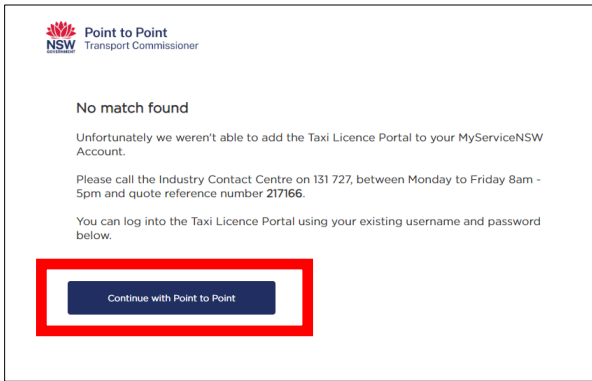 Point to Point
Transport Commissioner
NSW
GOVERNMENT
No match found
Unfortunately we weren't able to add the Taxi Licence Portal to your MyServiceNSW
Account.
Please call the Industry Contact Centre on 131 727, between Monday to Friday 8am -
5pm and quote reference number 217166.
You can log into the Taxi Licence Portal using your existing username and password
below.
Continue with Point to Point